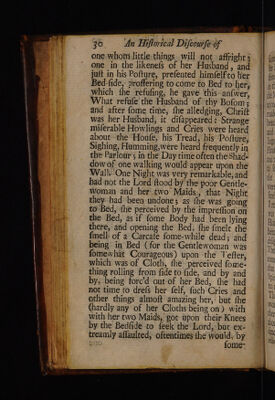 30 An Historical Discourse of
one whom little things will not affright;
one in the likeness of her Husband, and
just in his Posture, presented himself to her
Bed-side, proffering to come to Bed to her,
which she refusing, he gave this answer,
What refuse the Husband of thy Bosom;
and after some time, she alledging, Christ
was her Husband, it disappeared: Strange
miserable Howlings and Cries were heard
about the House, his Tread, his Posture,
Sighing, Humming, were heard frequently in
the Parlour; in the Day time often the Shad-
dow of one walking would appear upon the
Wall. One Night was very remarkable, and
had not the Lord stood by the poor Gentle-
woman and her two Maids, that Night
they had been undone; as she was going
to Bed, she perceived by the impression on
the Bed, as if some Body had been lying
there, and opening the Bed, she smelt the
smell of a Carcase some-while dead; and
being in Bed (for the Gentlewoman was
somewhat Courageous) upon the Tester,
which was of Cloth, she perceived some-
thing rolling from side to side, and by and
by, being forc'd out of her Bed, she had
not time to dress her self, such Cries and
other things almost amazing her, but she
(hardly any of her Cloths being on) with
with her two Maids, got upon their Knees
by the Bedside to seek the Lord, but ex-
treamly assaulted, oftentimes she would, by
some-